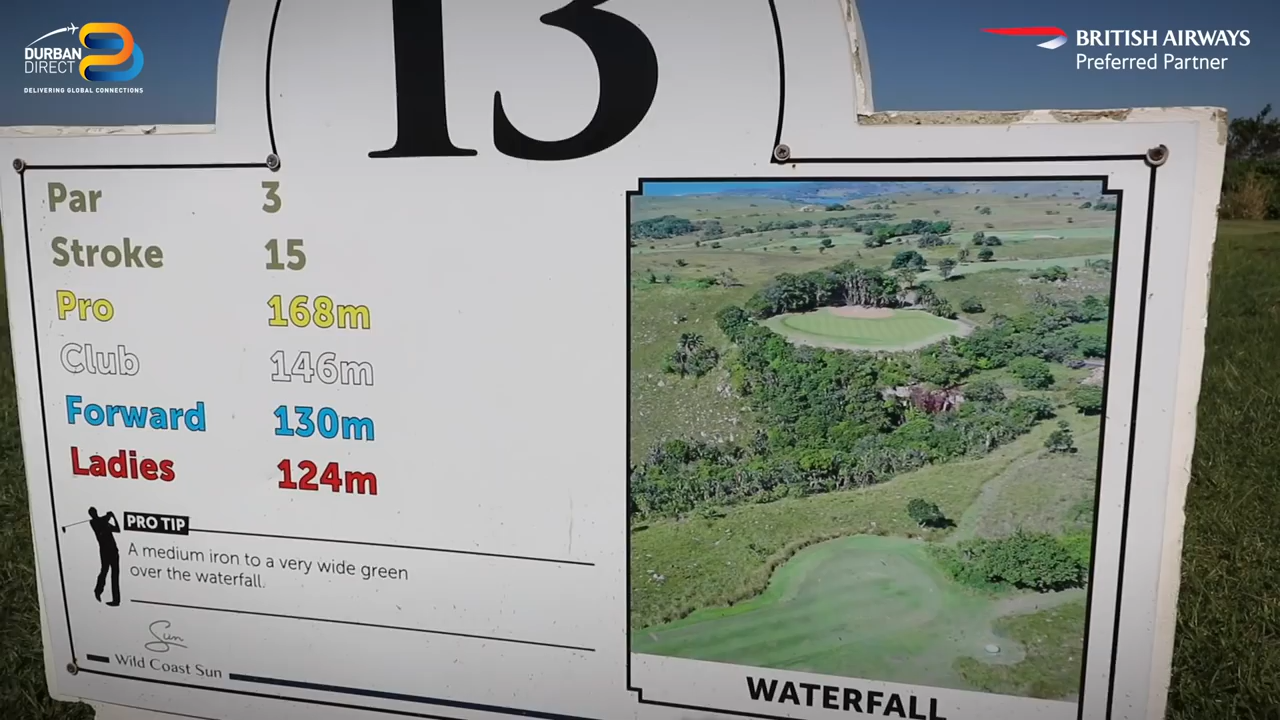 DURBAN
DIRECT
DELIVERING GLOBAL CONNECTIONS
BRITISH AIRWAYS
Preferred Partner
13
Par 3
Stroke 15
Pro 168m
Club 146m
Forward 130m
Ladies 124m
PRO TIP
A medium iron to a very wide green
over the waterfall.
Sun
Wild Coast Sun
WATERFALL